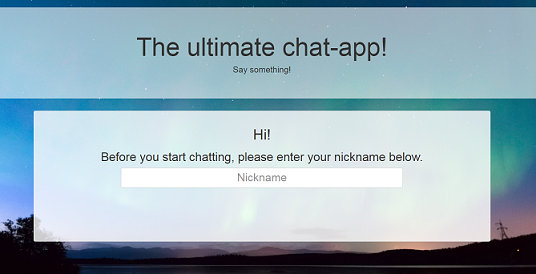 The ultimate chat-app!
Say something!
Hi!
Before you start chatting, please enter your nickname below.
Nickname